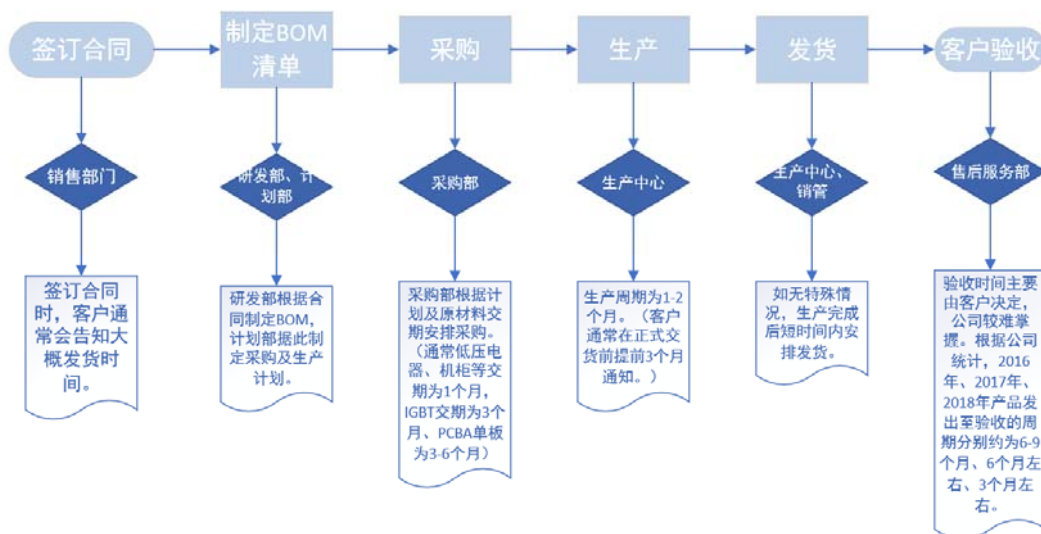 签订合同
制定BOM
清单
采购
生产
发货
客户验收
销售部门
研发部、计
划部
采购部
生产中心
生产中心、
销管
售后服务部
签订合同
时，客户通
常会告知大
概发货时
间。
研发部根据合
同制定BOM，
计划部据此制
定采购及生产
计划。
采购部根据计
划及原材料交
期安排采购。
（通常低压电
器、机柜等交
期为1个月，
IGBT交期为3个
月、PCBA单板
为3-6个月）
生产周期为1-2
个月。（客户
通常在正式交
货前提前3个月
通知。）
如无特殊情
况，生产完成
后短时间内安
排发货。
验收时间主要
由客户决定，
公司较难掌
握。根据公司
统计，2016
年、2017年、
2018年产品发
出至验收的周
期分别约为6-9
个月、6个月左
右、3个月左
右。